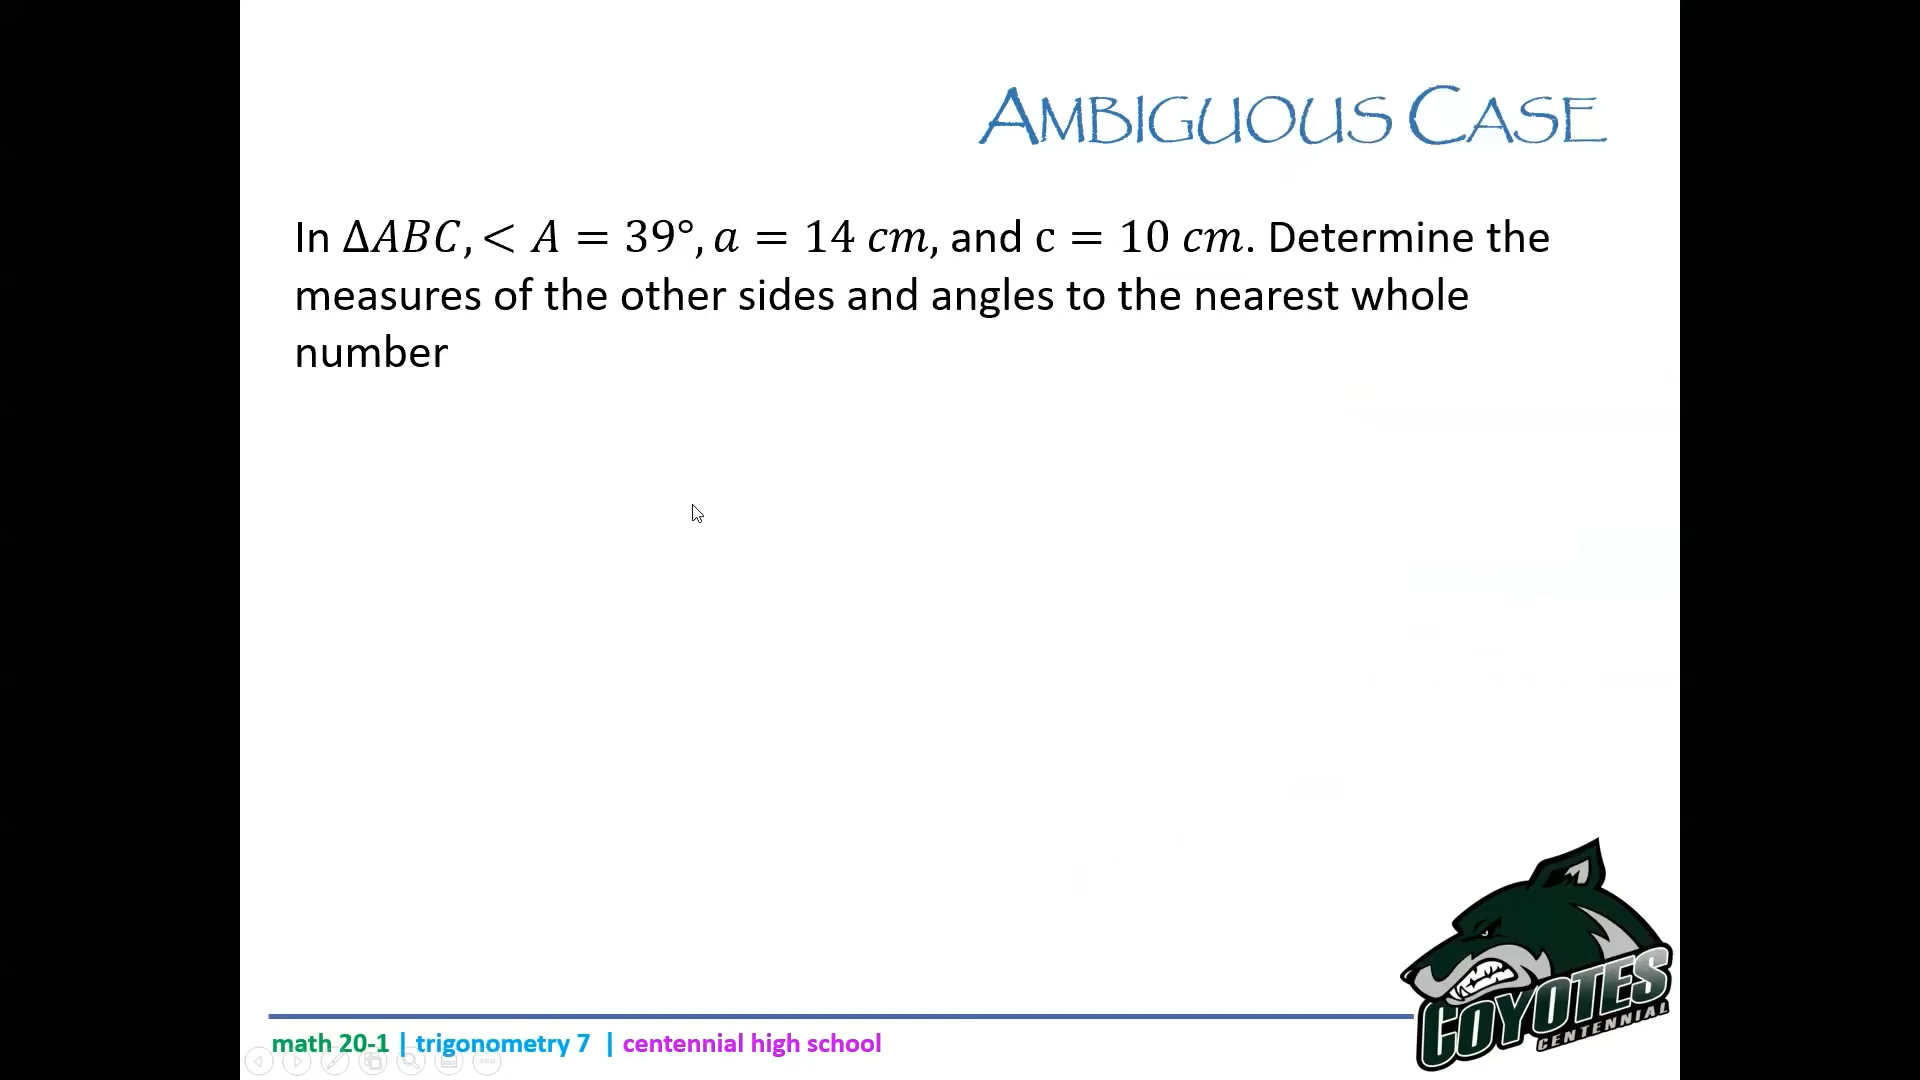 AMBIGUOUS CASE
In ΔABC, < A = 39°, a = 14 cm, and c = 10 cm. Determine the
measures of the other sides and angles to the nearest whole
number
COYOTES
CENTENNIAL
math 20-1 | trigonometry 7 | centennial high school